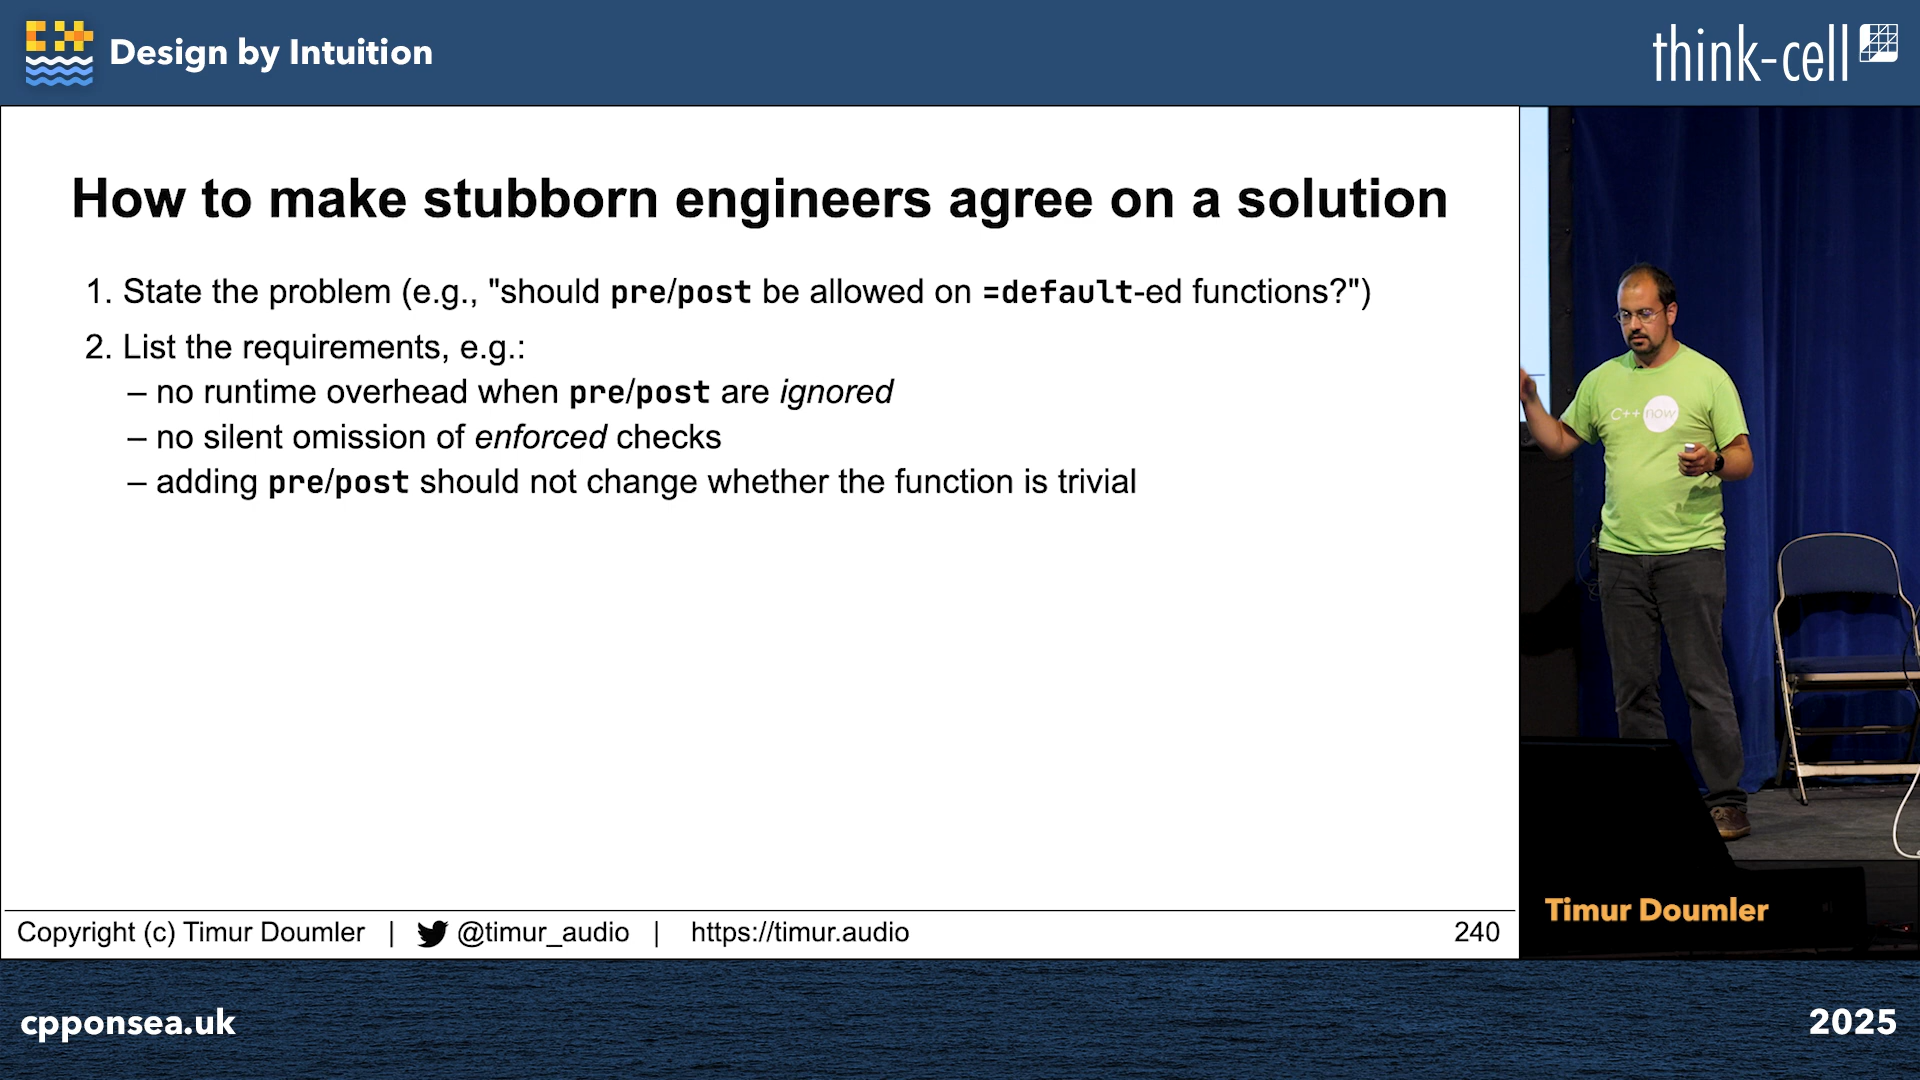 Design by Intuition
think-cell
How to make stubborn engineers agree on a solution
1. State the problem (e.g., "should pre/post be allowed on =default-ed functions?")
2. List the requirements, e.g.:
– no runtime overhead when pre/post are ignored
– no silent omission of enforced checks
– adding pre/post should not change whether the function is trivial
C++ now
Copyright (c) Timur Doumler | @timur_audio | https://timur.audio 240
Timur Doumler
cpponsea.uk
2025